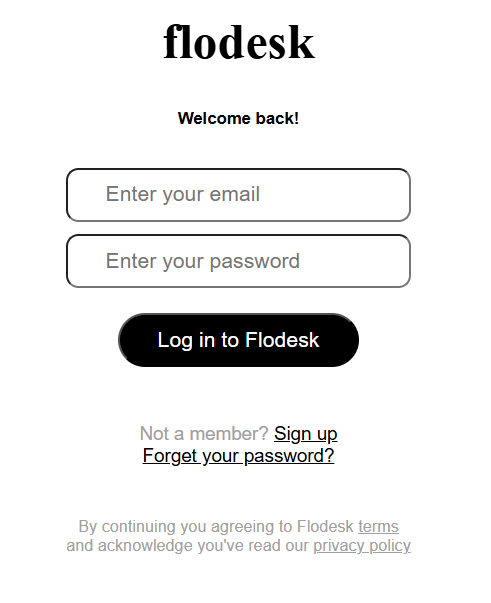 flodesk
Welcome back!
Enter your email
Enter your password
Log in to Flodesk
Not a member? Sign up
Forget your password?
By continuing you agreeing to Flodesk terms
and acknowledge you've read our privacy policy